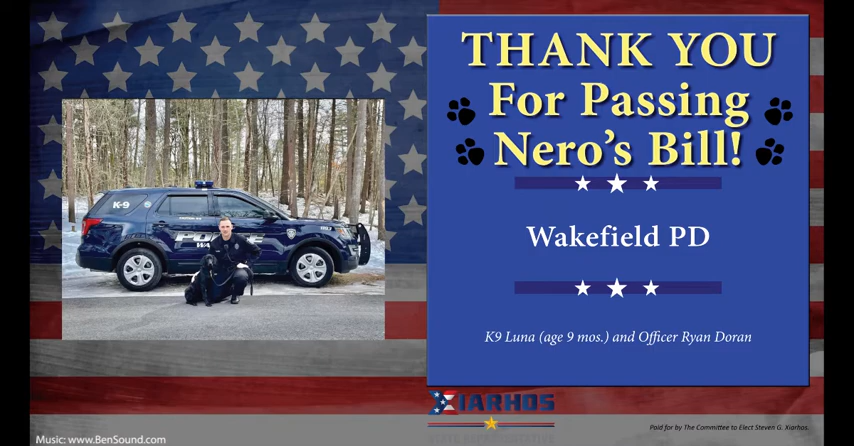 THANK YOU
For Passing
Nero's Bill!
Wakefield PD
K9 Luna (age 9 mos.) and Officer Ryan Doran
K-9
POLICE
XIARHOS
Paid for by The Committee to Elect Steven G. Xiarhos.
Music: www.BenSound.com